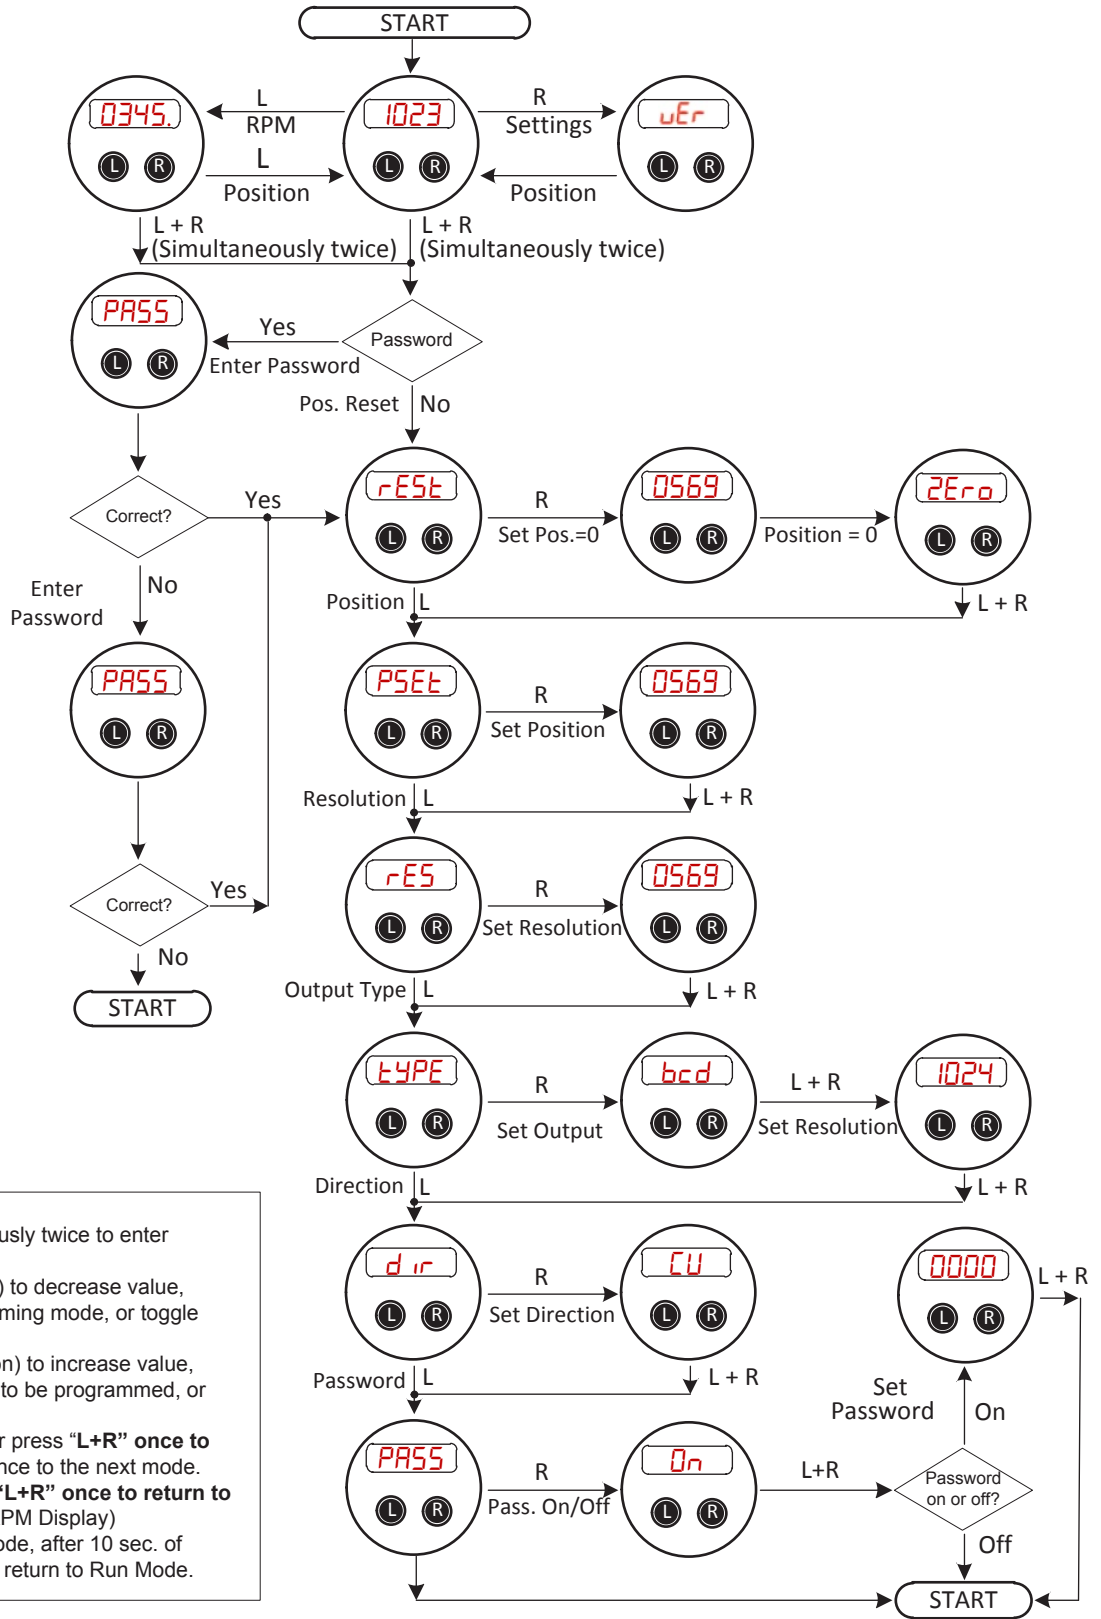 START
0345.
L
RPM
1023
R
Settings
vEr
L R
L
Position
L R
Position
L R
L + R
(Simultaneously twice)
L + R
(Simultaneously twice)
PASS
L R
Yes
Enter Password
Password
Pos. Reset No
Correct?
Yes
rESt
L R
R
Set Pos.=0
0569
L R
Position = 0
2Ero
L R
Enter
Password
No
Position L
L + R
PASS
L R
PSEt
L R
R
Set Position
0569
L R
Resolution L
L + R
Correct?
Yes
No
START
rES
L R
R
Set Resolution
0569
L R
Output Type L
L + R
tYPE
L R
R
Set Output
bcd
L R
L + R
Set Resolution
1024
L R
Direction L
L + R
dir
L R
R
Set Direction
CU
L R
0000
L R
L + R
Password L
L + R
Set
Password
On
PASS
L R
R
Pass. On/Off
On
L R
L+R
Password
on or off?
Off
START
usly twice to enter
) to decrease value,
ming mode, or toggle
on) to increase value,
to be programmed, or
r press “L+R” once to
nce to the next mode.
“L+R” once to return to
PM Display)
ode, after 10 sec. of
return to Run Mode.